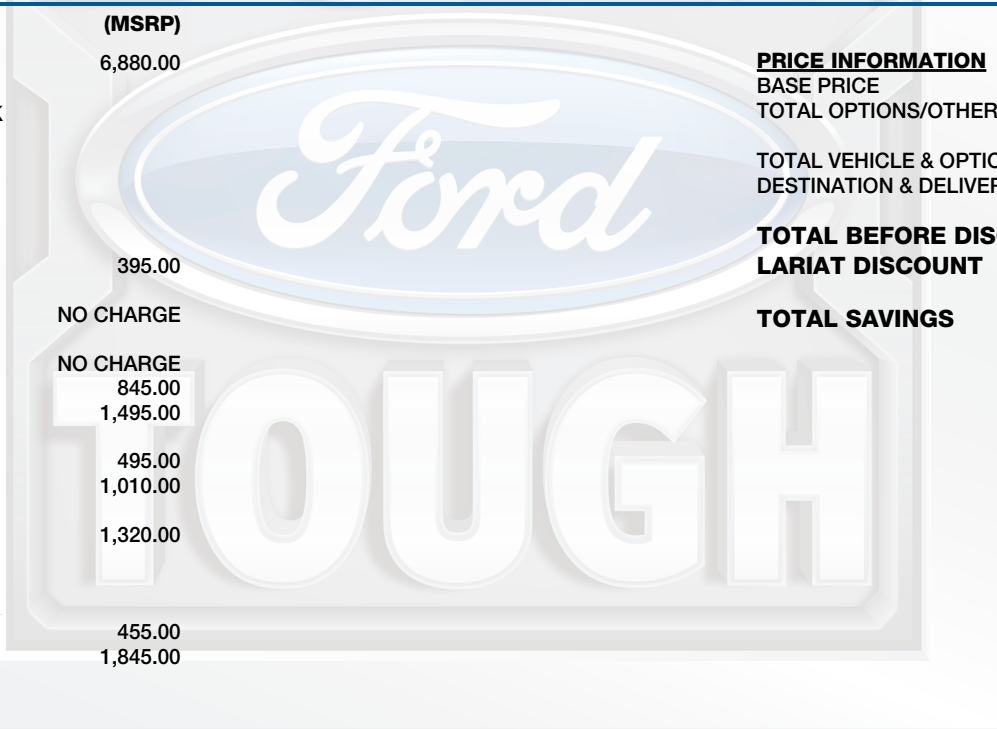 (MSRP)
6,880.00
395.00
NO CHARGE
NO CHARGE
845.00
1,495.00
495.00
1,010.00
1,320.00
455.00
1,845.00
PRICE INFORMATION
BASE PRICE
TOTAL OPTIONS/OTHER
TOTAL VEHICLE & OPTIO
DESTINATION & DELIVER
TOTAL BEFORE DISC
LARIAT DISCOUNT
TOTAL SAVINGS
Ford
TOUGH